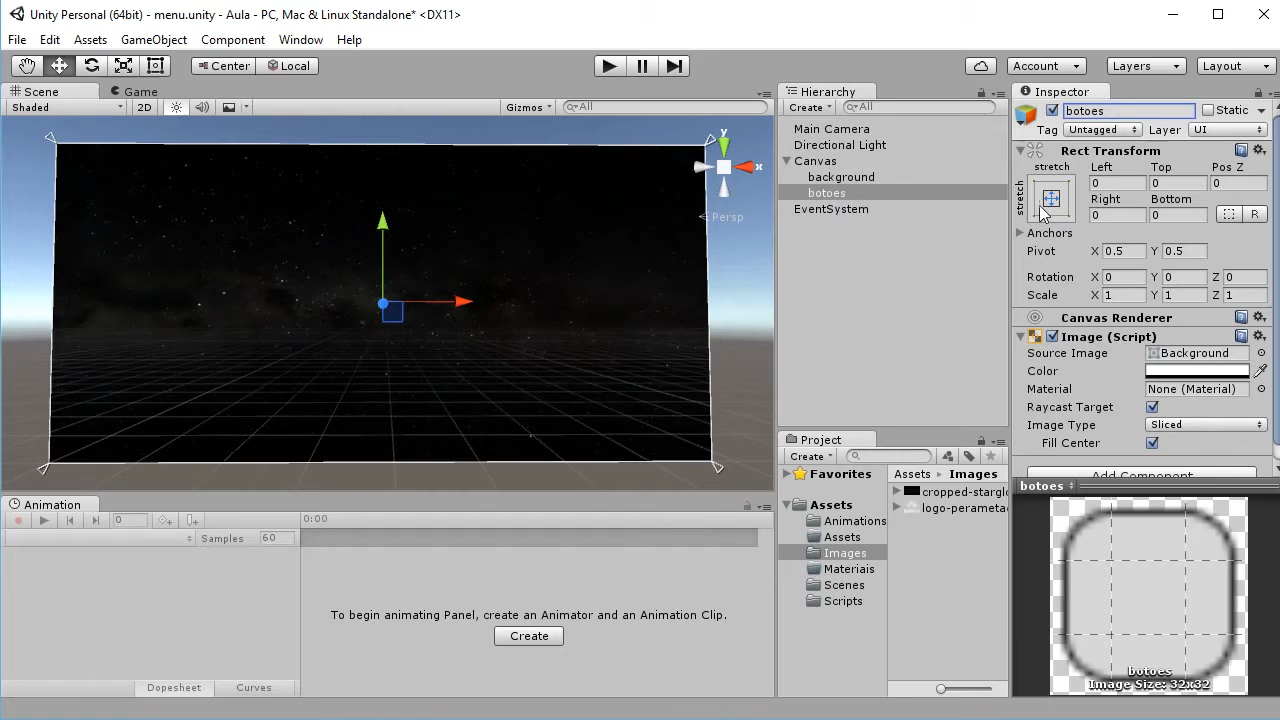 Unity Personal (64bit) - menu.unity - Aula - PC, Mac & Linux Standalone* <DX11>
File Edit Assets GameObject Component Window Help
Center Local Account Layers Layout
Scene Game
Shaded 2D Gizmos All
y
x
Persp
Animation
0 0:00
Samples 60
To begin animating Panel, create an Animator and an Animation Clip.
Create
Dopesheet Curves
Hierarchy
Create All
Main Camera
Directional Light
Canvas
background
botoes
EventSystem
Project
Create
Favorites
Assets
Animations
Assets
Images
Materiais
Scenes
Scripts
Assets Images
cropped-starglo
logo-perameta
Inspector
botoes Static
Tag Untagged Layer UI
Rect Transform
stretch Left Top Pos Z
stretch
0 0 0
Right Bottom
0 0 R
Anchors
Pivot X 0.5 Y 0.5
Rotation X 0 Y 0 Z 0
Scale X 1 Y 1 Z 1
Canvas Renderer
Image (Script)
Source Image Background
Color
Material None (Material)
Raycast Target
Image Type Sliced
Fill Center
Add Component
botoes
botoes
Image Size: 32x32